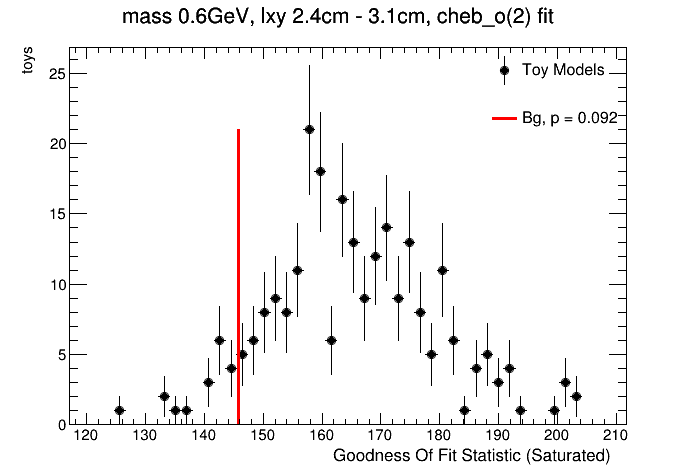 mass 0.6GeV, lxy 2.4cm - 3.1cm, cheb_o(2) fit
toys
25
20
15
10
5
0
Toy Models
Bg, p = 0.092
120 130 140 150 160 170 180 190 200 210
Goodness Of Fit Statistic (Saturated)